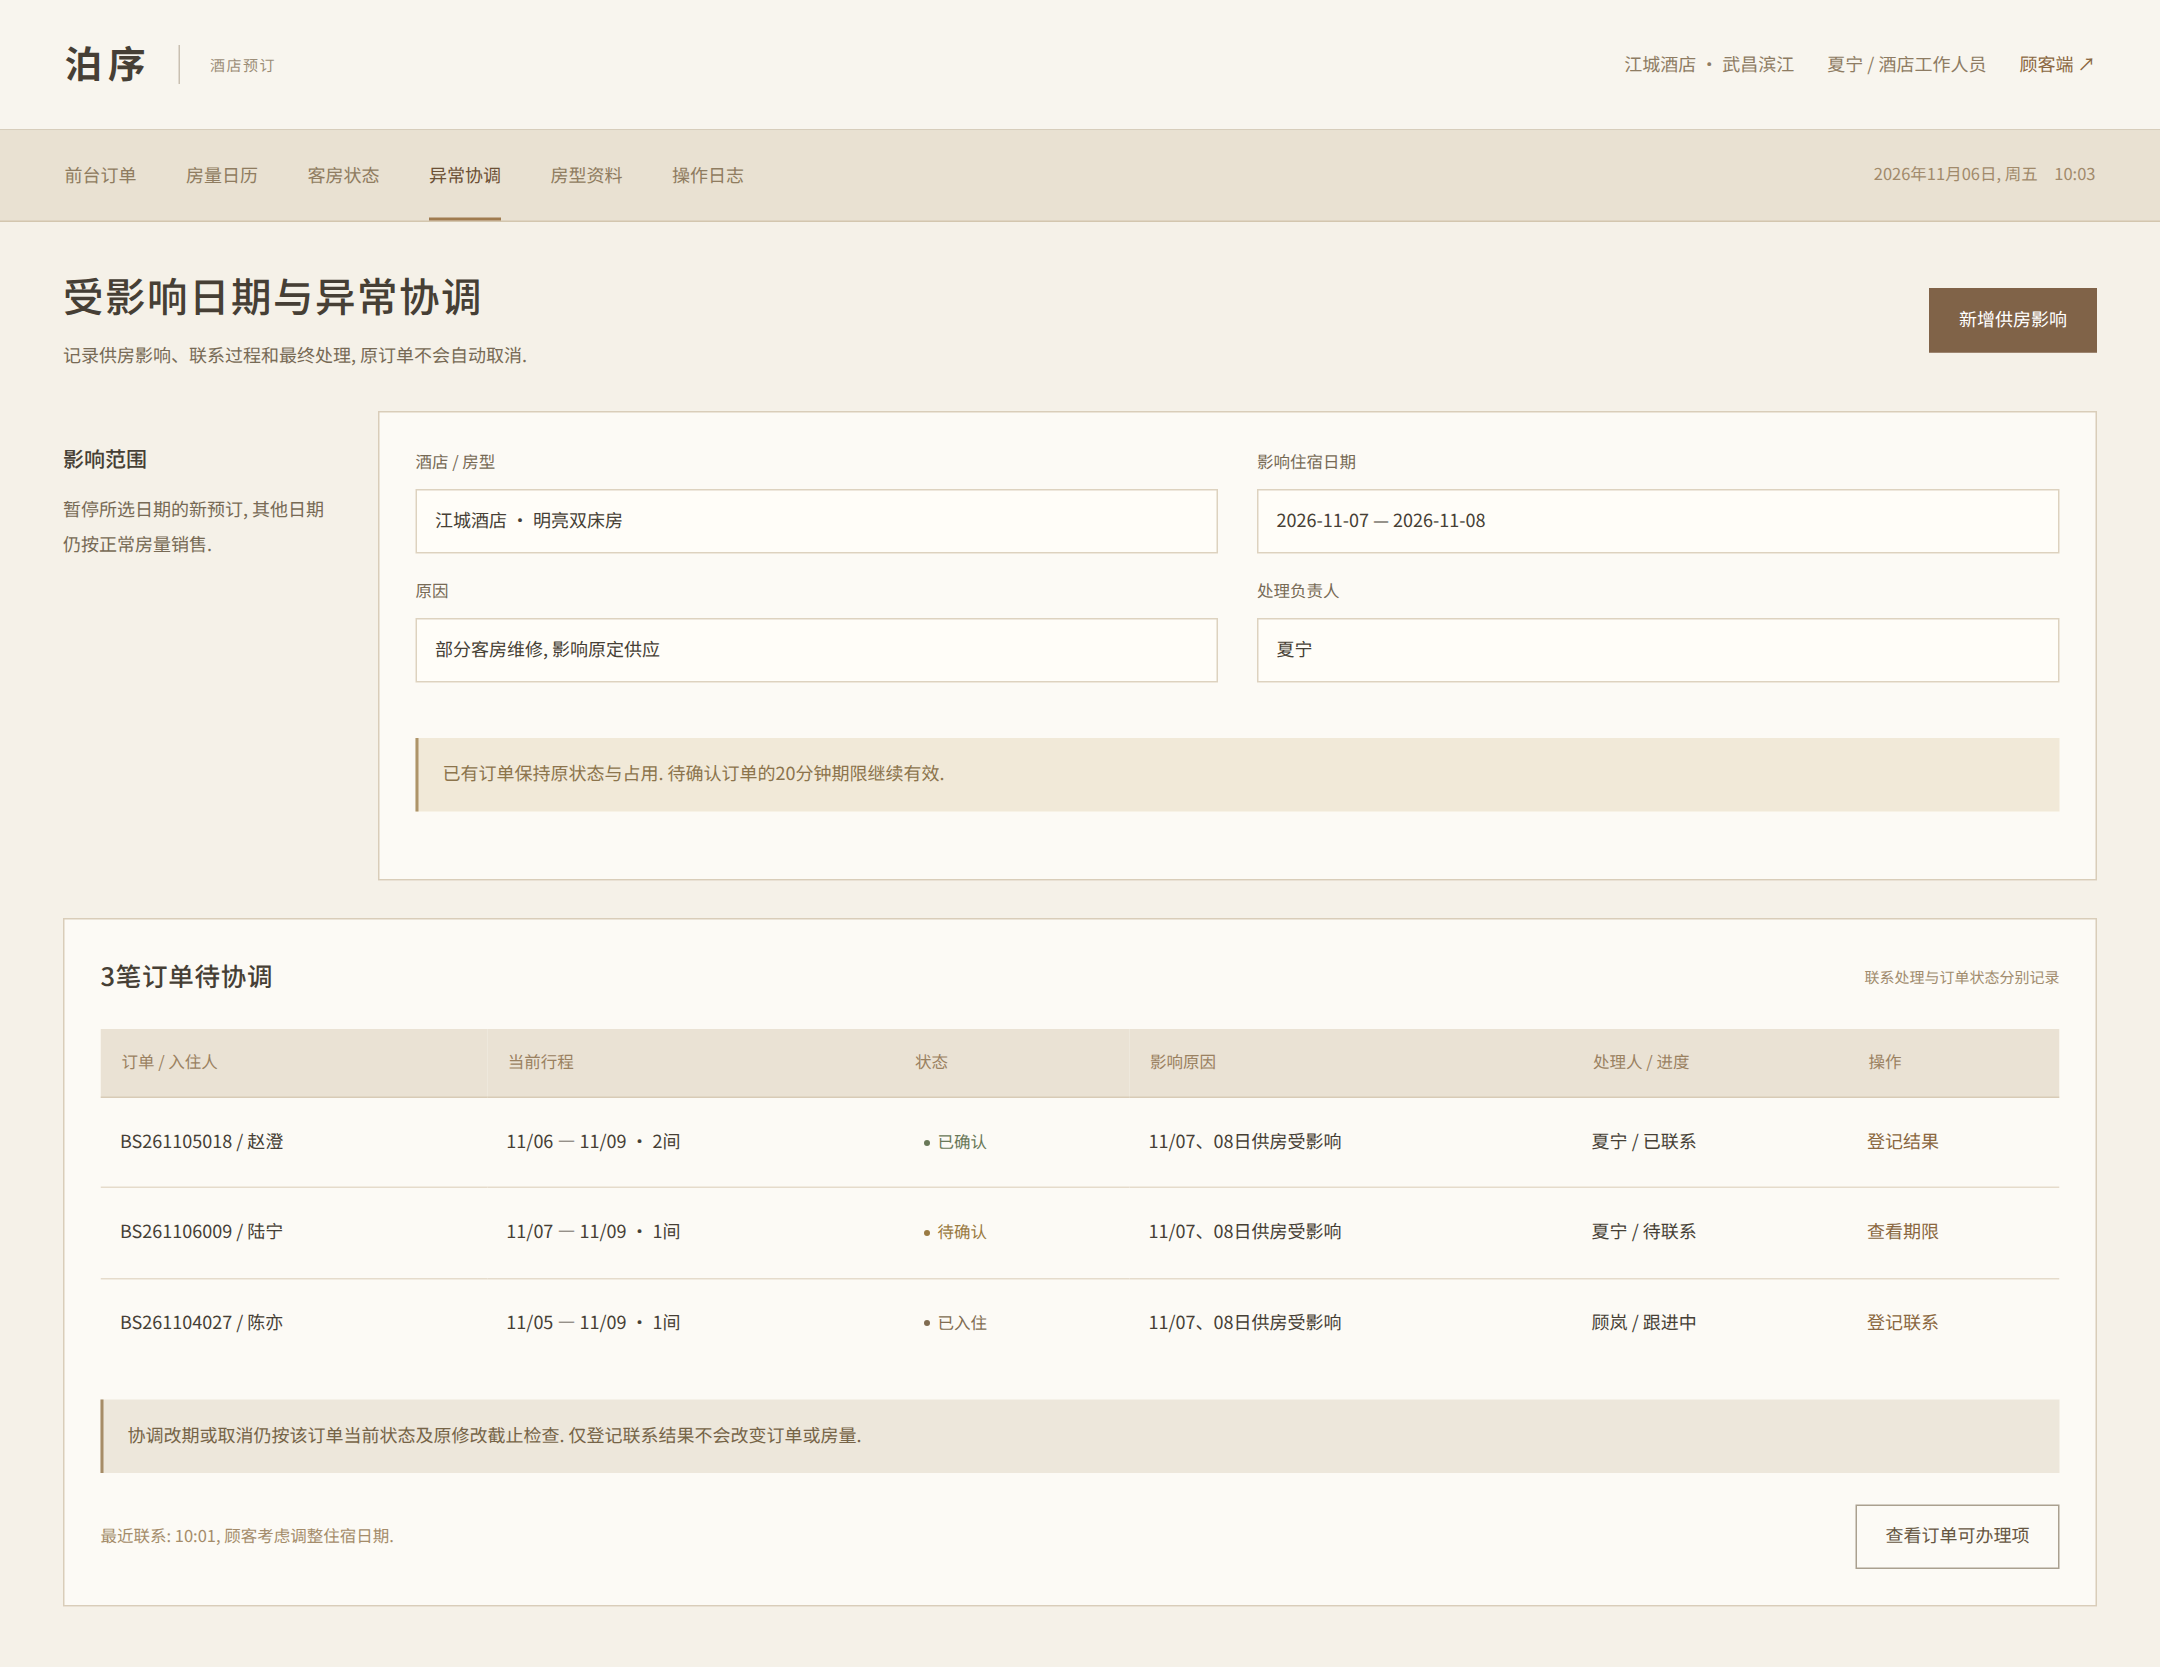 泊序 酒店预订 江城酒店 · 武昌滨江 夏宁 / 酒店工作人员 顾客端 ↗
前台订单 房量日历 客房状态 异常协调 房型资料 操作日志 2026年11月06日, 周五 10:03
受影响日期与异常协调
新增供房影响
记录供房影响、联系过程和最终处理, 原订单不会自动取消.
影响范围
暂停所选日期的新预订, 其他日期
仍按正常房量销售.
酒店 / 房型 影响住宿日期
江城酒店 · 明亮双床房 2026-11-07 — 2026-11-08
原因 处理负责人
部分客房维修, 影响原定供应 夏宁
已有订单保持原状态与占用. 待确认订单的20分钟期限继续有效.
3笔订单待协调 联系处理与订单状态分别记录
订单 / 入住人 当前行程 状态 影响原因 处理人 / 进度 操作
BS261105018 / 赵澄 11/06 — 11/09 · 2间 已确认 11/07、08日供房受影响 夏宁 / 已联系 登记结果
BS261106009 / 陆宁 11/07 — 11/09 · 1间 待确认 11/07、08日供房受影响 夏宁 / 待联系 查看期限
BS261104027 / 陈亦 11/05 — 11/09 · 1间 已入住 11/07、08日供房受影响 顾岚 / 跟进中 登记联系
协调改期或取消仍按该订单当前状态及原修改截止检查. 仅登记联系结果不会改变订单或房量.
最近联系: 10:01, 顾客考虑调整住宿日期. 查看订单可办理项